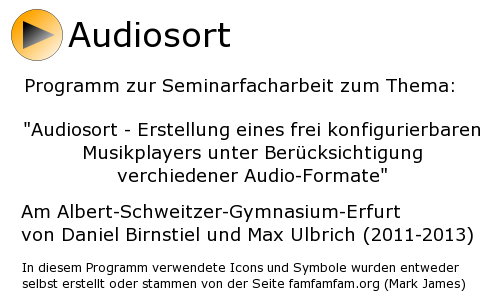 Audiosort
Programm zur Seminarfacharbeit zum Thema:
"Audiosort - Erstellung eines frei konfigurierbaren
Musikplayers unter Berücksichtigung
verchiedener Audio-Formate"
Am Albert-Schweitzer-Gymnasium-Erfurt
von Daniel Birnstiel und Max Ulbrich (2011-2013)
In diesem Programm verwendete Icons und Symbole wurden entweder
selbst erstellt oder stammen von der Seite famfamfam.org (Mark James)